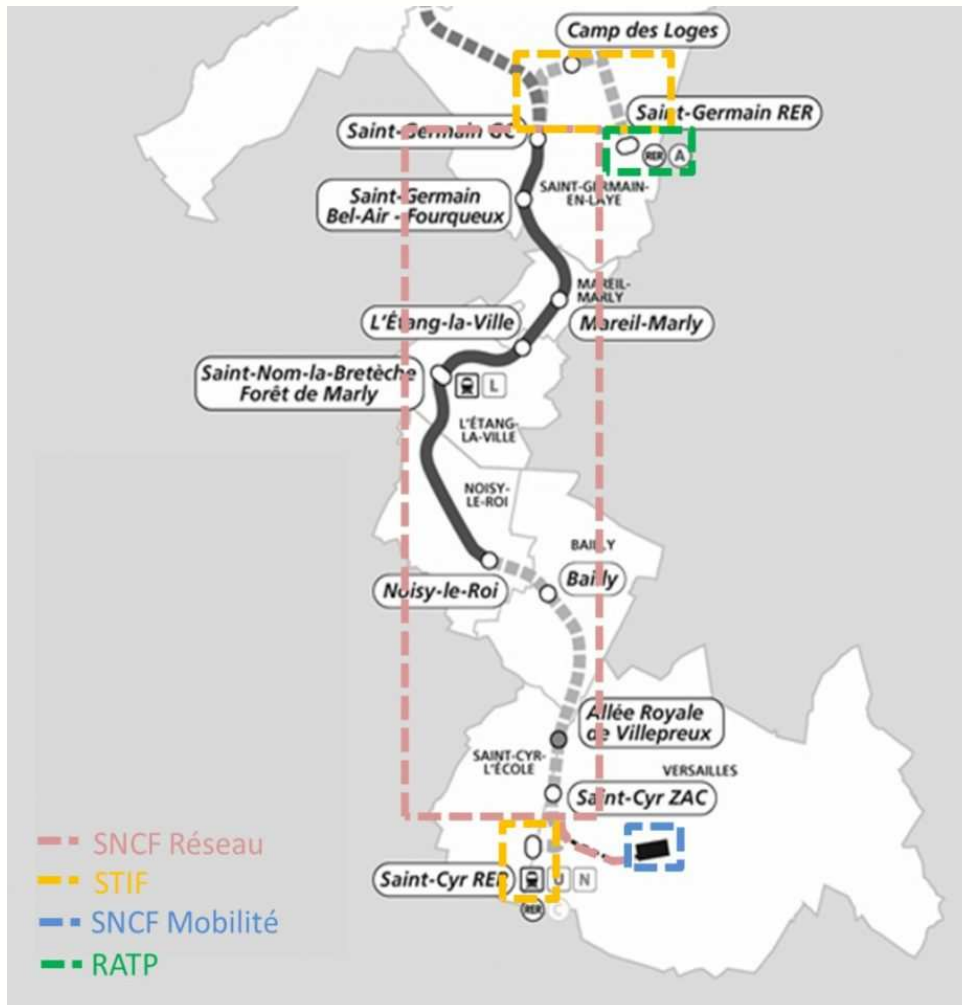 Camp des Loges
Saint-Germain RER
RER A
Saint-Germain GC
SAINT-GERMAIN-
EN-LAYE
Saint-Germain
Bel-Air - Fourqueux
MAREIL-
MARLY
L'Étang-la-Ville
Mareil-Marly
Saint-Nom-la-Bretèche
Forêt de Marly
L
L'ÉTANG-
LA-VILLE
NOISY-
LE-ROI
BAILLY
Noisy-le-Roi
Bailly
Allée Royale
de Villepreux
SAINT-CYR-
L'ÉCOLE
VERSAILLES
Saint-Cyr ZAC
Saint-Cyr RER
U N
RER C
SNCF Réseau
STIF
SNCF Mobilité
RATP